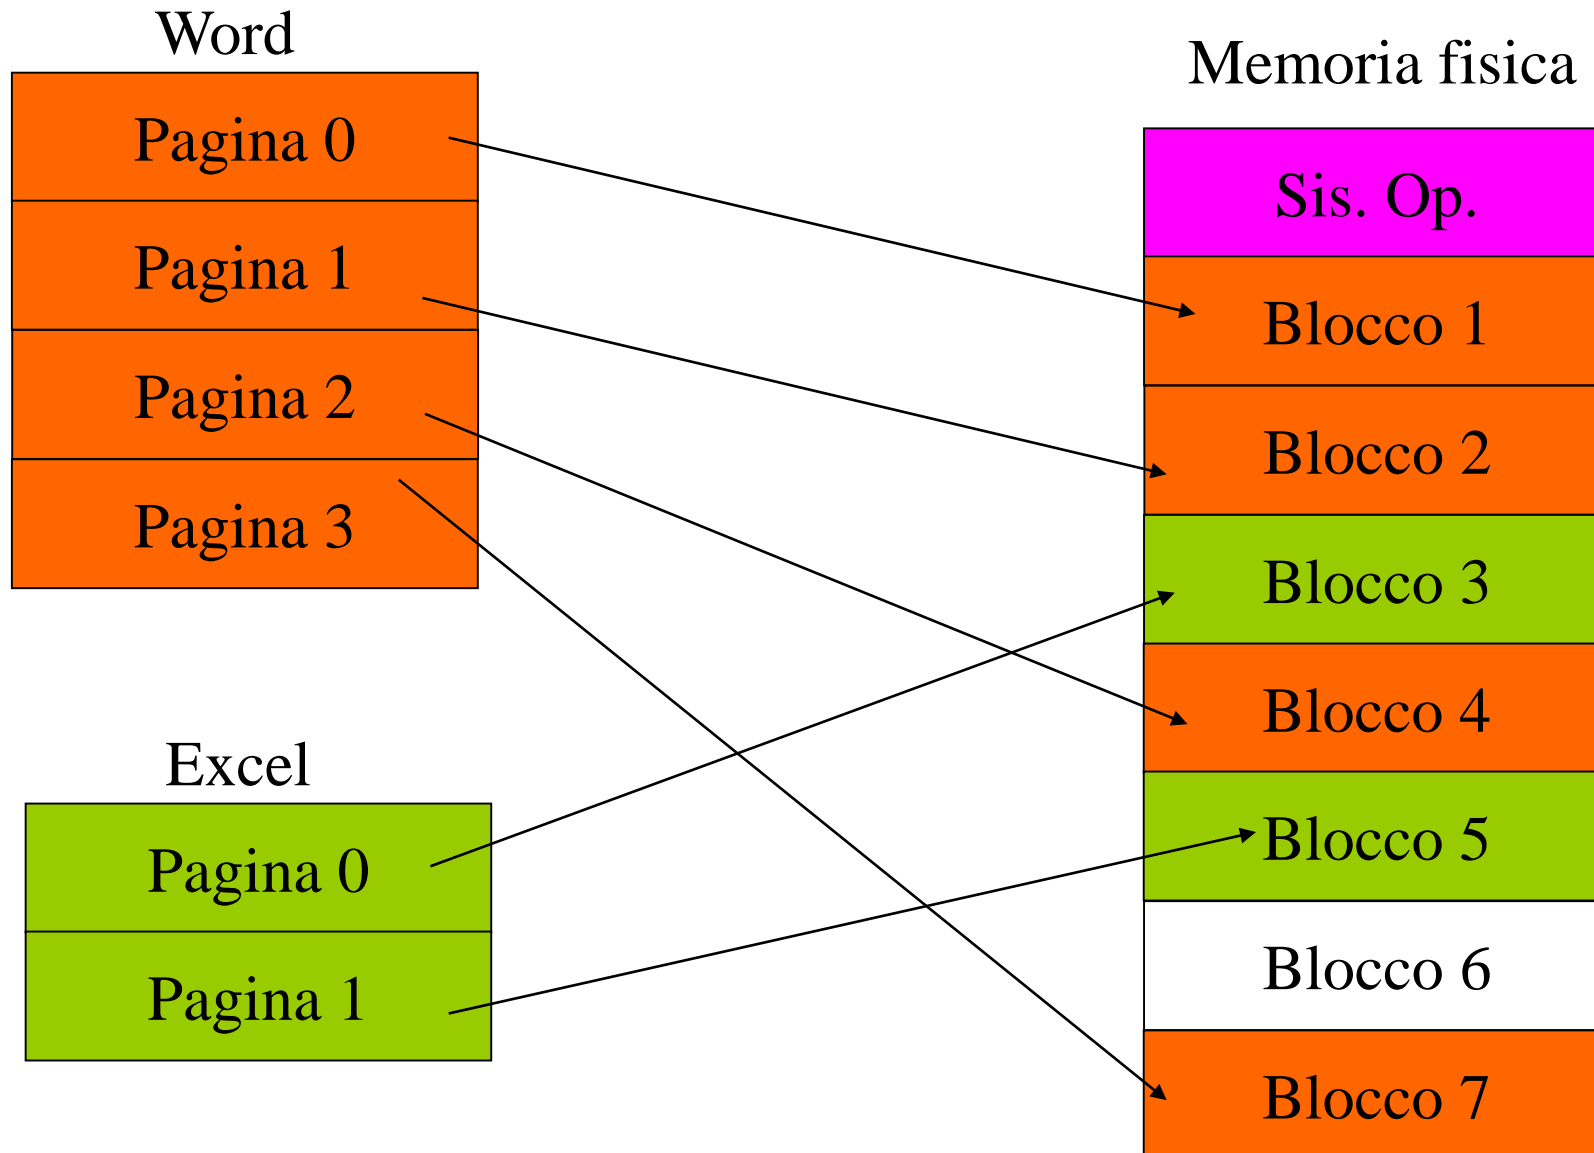 Word
Pagina 0
Pagina 1
Pagina 2
Pagina 3
Excel
Pagina 0
Pagina 1
Memoria fisica
Sis. Op.
Blocco 1
Blocco 2
Blocco 3
Blocco 4
Blocco 5
Blocco 6
Blocco 7